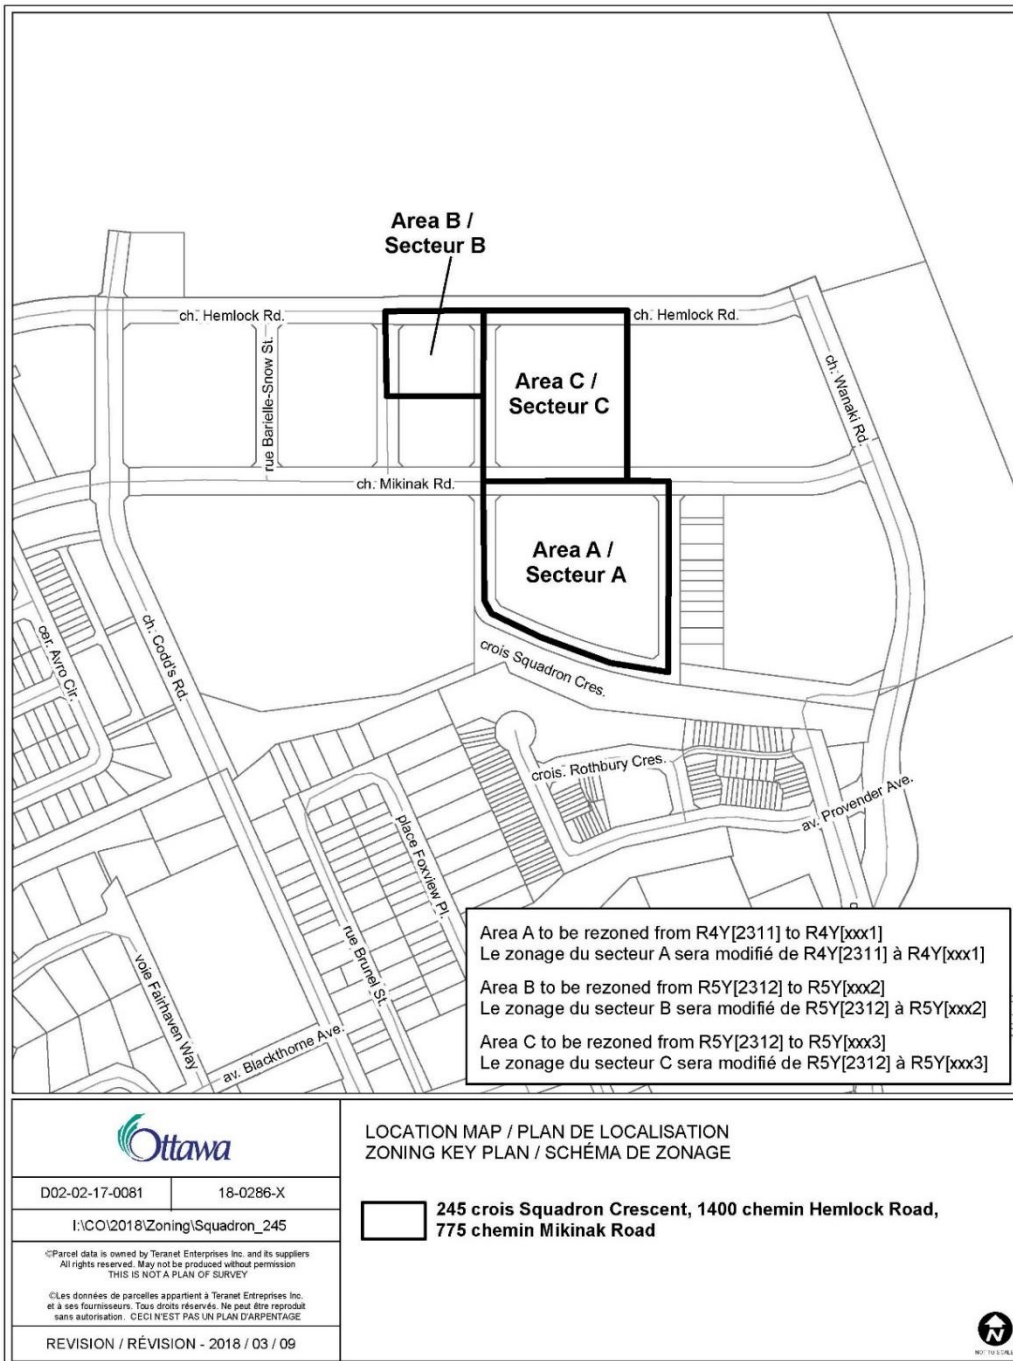 Area B /
Secteur B
ch. Hemlock Rd.
ch. Hemlock Rd.
rue Barielle-Snow St.
Area C /
Secteur C
ch. Wanaki Rd.
ch. Mikinak Rd.
Area A /
Secteur A
cer. Avro Cir.
ch. Codd's Rd.
crois Squadron Cres.
crois. Rothbury Cres.
av. Provender Ave.
place Foxview Pl.
rue Brunel St.
voie Fairhaven Way
av. Blackthorne Ave.
Area A to be rezoned from R4Y[2311] to R4Y[xxx1]
Le zonage du secteur A sera modifié de R4Y[2311] à R4Y[xxx1]
Area B to be rezoned from R5Y[2312] to R5Y[xxx2]
Le zonage du secteur B sera modifié de R5Y[2312] à R5Y[xxx2]
Area C to be rezoned from R5Y[2312] to R5Y[xxx3]
Le zonage du secteur C sera modifié de R5Y[2312] à R5Y[xxx3]
Ottawa
D02-02-17-0081
18-0286-X
I:\CO\2018\Zoning\Squadron_245
©Parcel data is owned by Teranet Enterprises Inc. and its suppliers
All rights reserved. May not be produced without permission
THIS IS NOT A PLAN OF SURVEY
©Les données de parcelles appartient à Teranet Entreprises Inc.
et à ses fournisseurs. Tous droits réservés. Ne peut être reproduit
sans autorisation. CECI N'EST PAS UN PLAN D'ARPENTAGE
REVISION / RÉVISION - 2018 / 03 / 09
LOCATION MAP / PLAN DE LOCALISATION
ZONING KEY PLAN / SCHÉMA DE ZONAGE
245 crois Squadron Crescent, 1400 chemin Hemlock Road,
775 chemin Mikinak Road
N
NOT TO SCALE